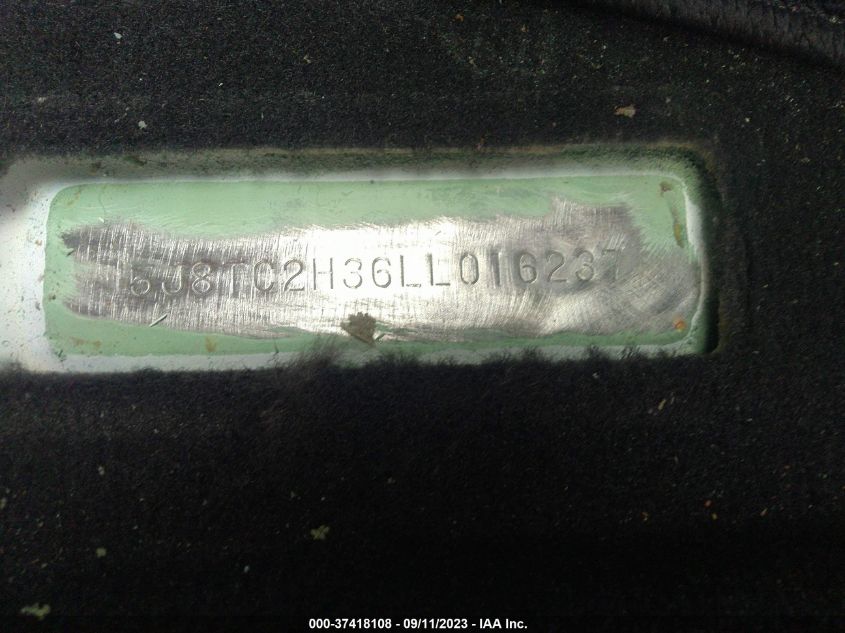 5J8TC2H36LL016237
000-37418108 - 09/11/2023 - IAA Inc.